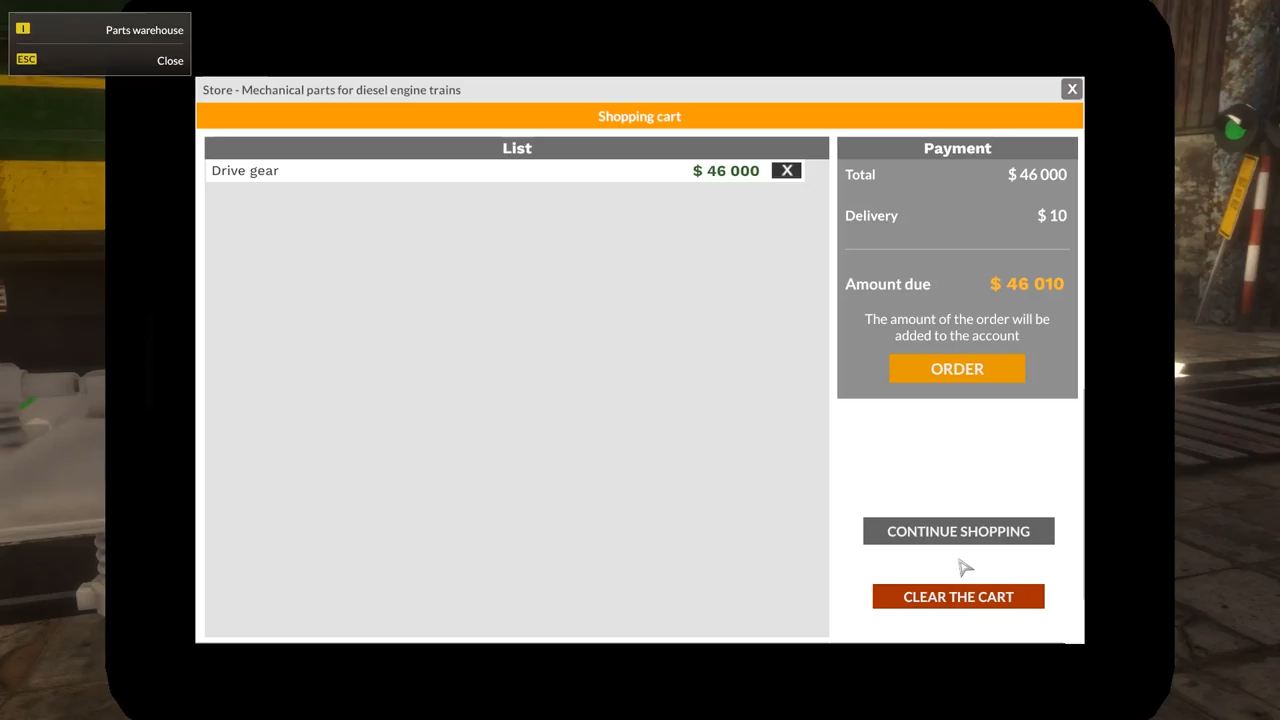 I Parts warehouse
ESC Close
Store - Mechanical parts for diesel engine trains
X
Shopping cart
List
Drive gear $ 46 000 X
Payment
Total $ 46 000
Delivery $ 10
Amount due $ 46 010
The amount of the order will be
added to the account
ORDER
CONTINUE SHOPPING
CLEAR THE CART